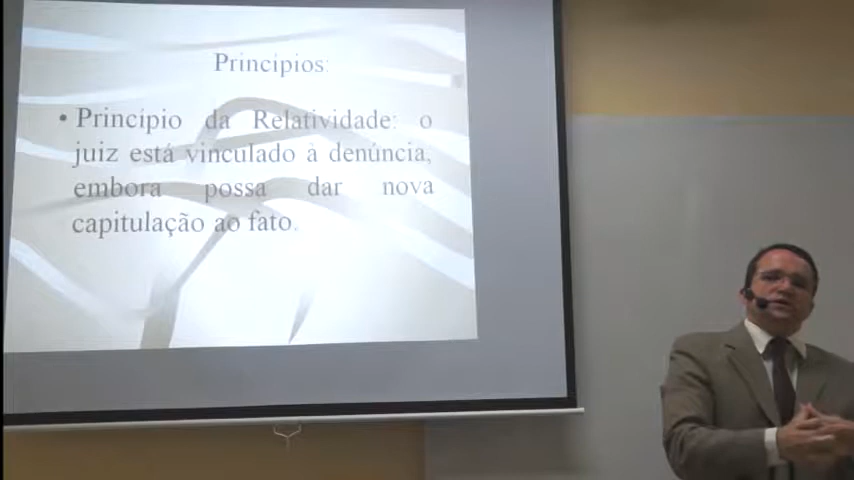 Princípios:
• Princípio da Relatividade: o
juiz está vinculado à denúncia,
embora possa dar nova
capitulação ao fato.